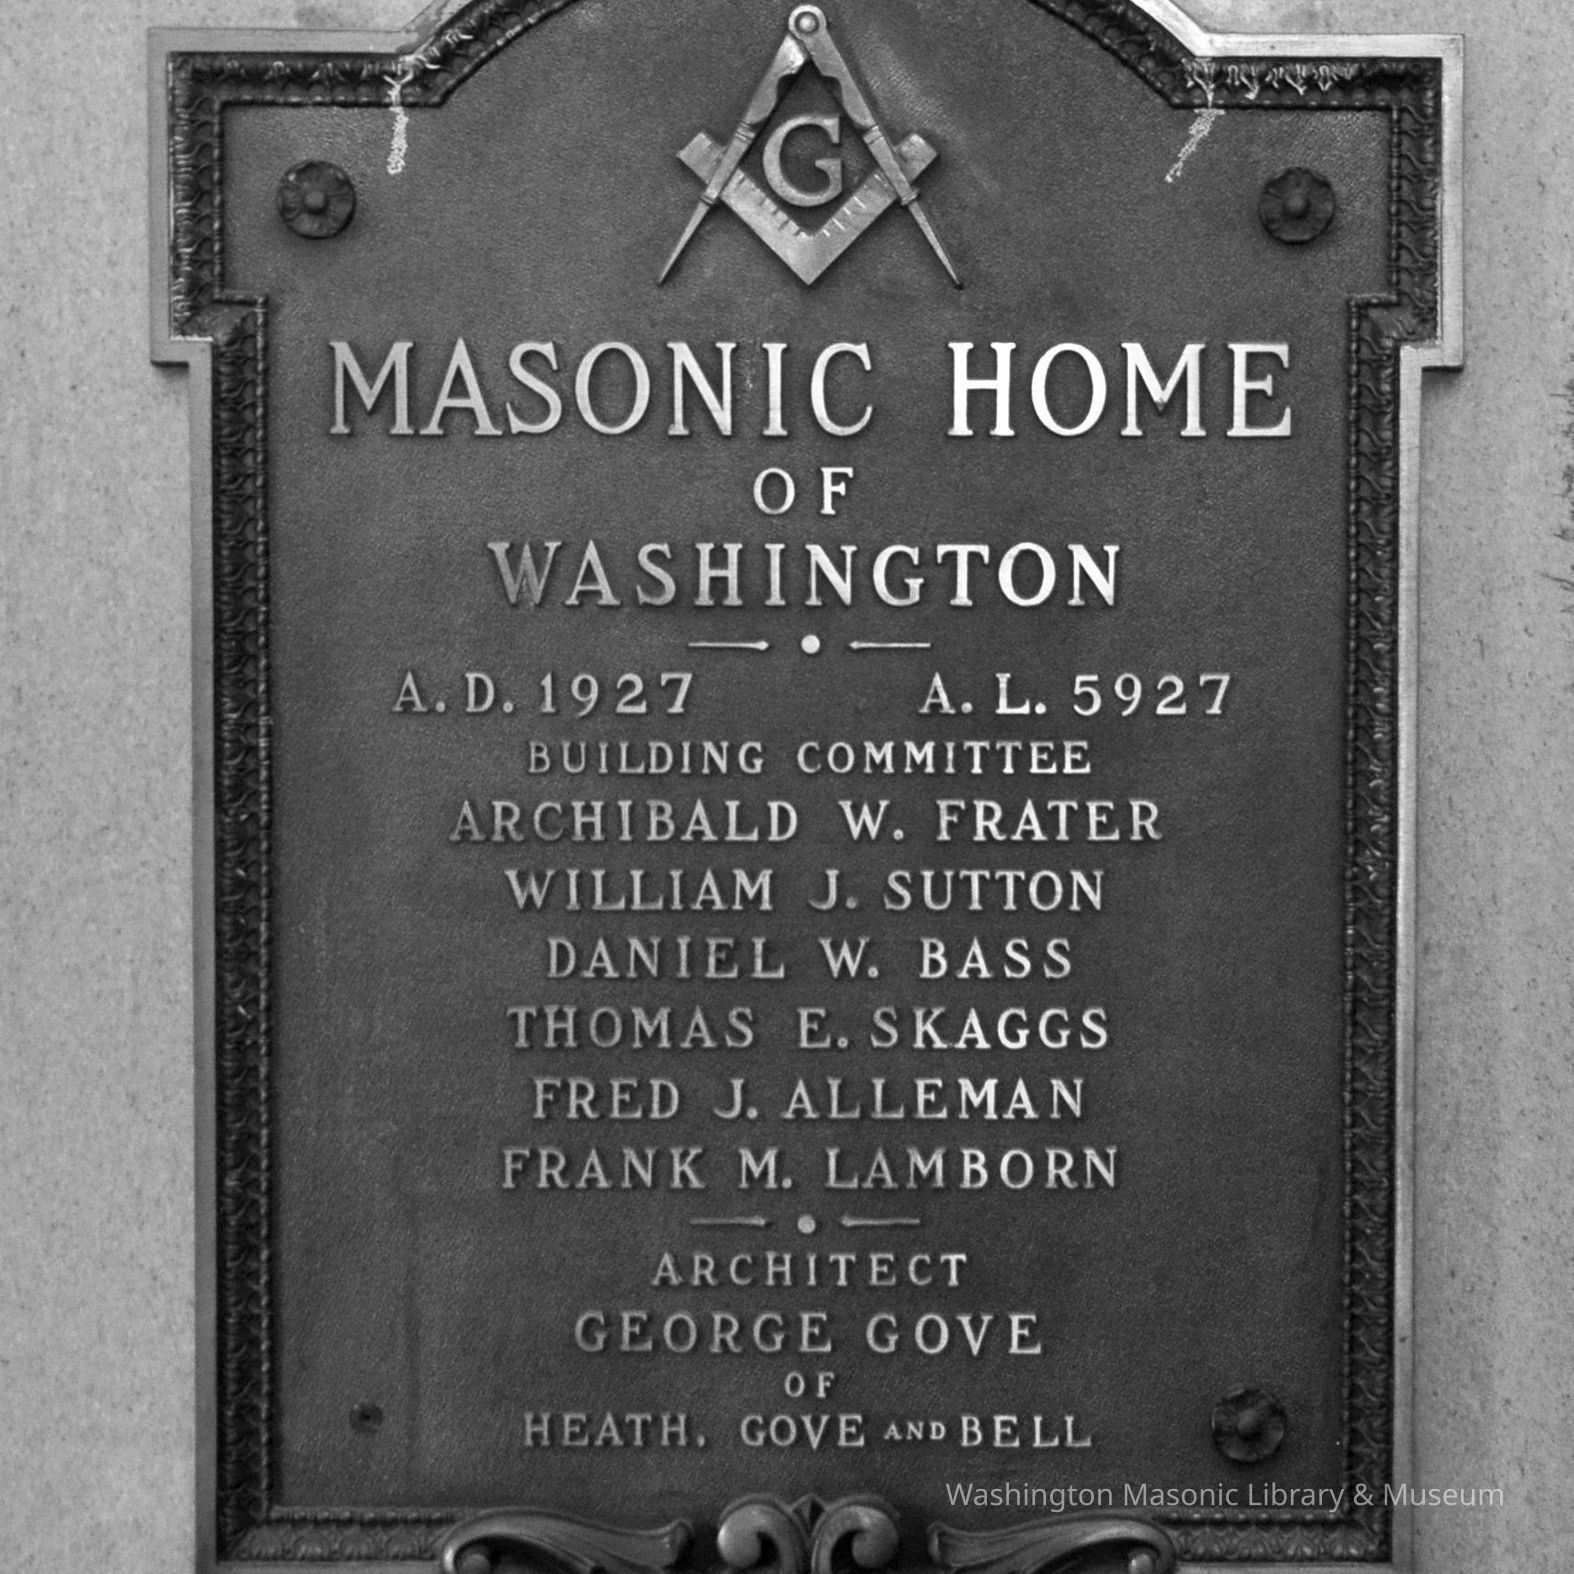 G
MASONIC HOME
OF
WASHINGTON
A. D. 1927 A. L. 5927
BUILDING COMMITTEE
ARCHIBALD W. FRATER
WILLIAM J. SUTTON
DANIEL W. BASS
THOMAS E. SKAGGS
FRED J. ALLEMAN
FRANK M. LAMBORN
ARCHITECT
GEORGE GOVE
OF
HEATH, GOVE AND BELL
Washington Masonic Library & Museum